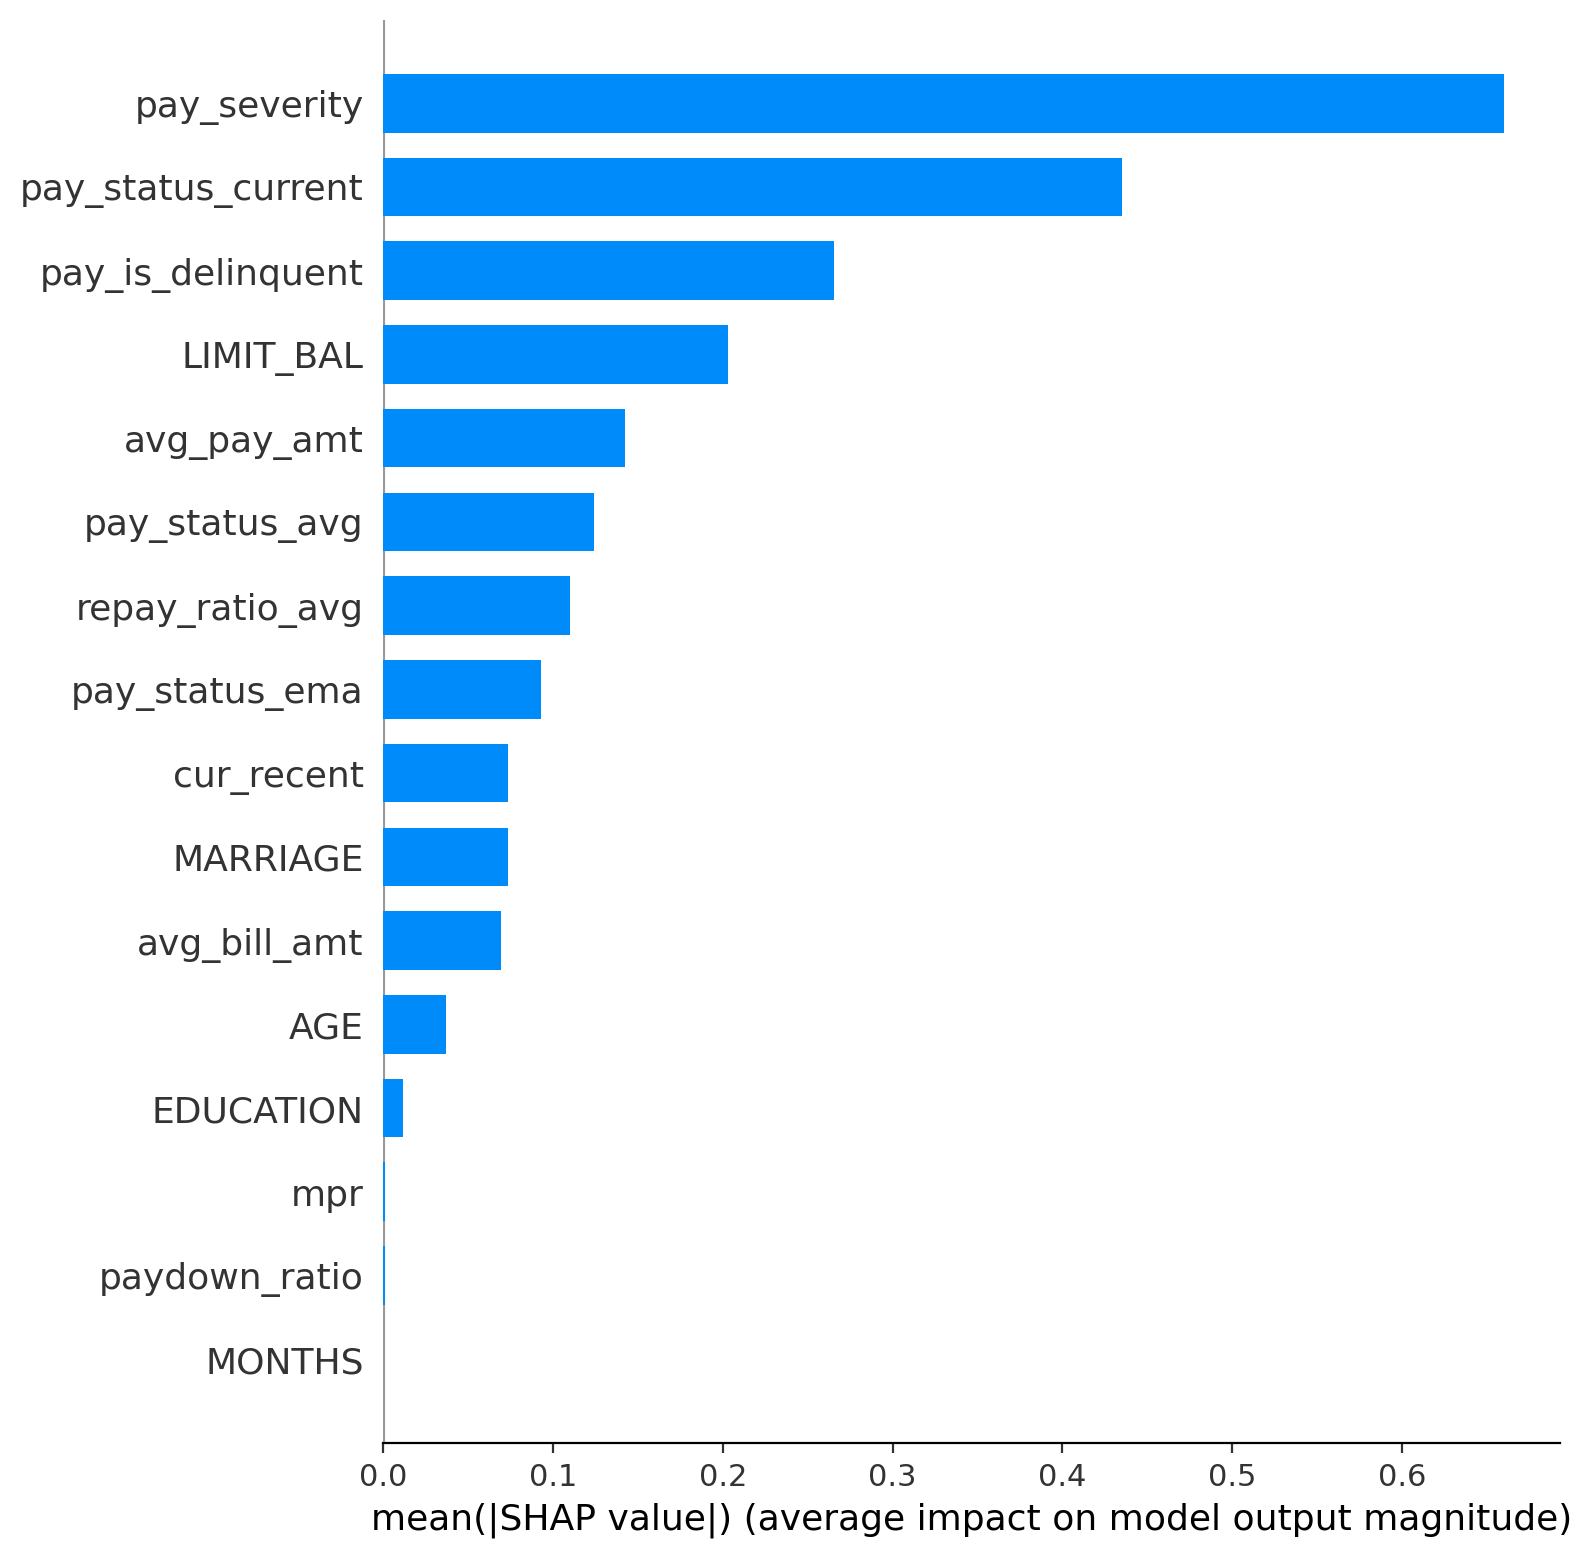 pay_severity
pay_status_current
pay_is_delinquent
LIMIT_BAL
avg_pay_amt
pay_status_avg
repay_ratio_avg
pay_status_ema
cur_recent
MARRIAGE
avg_bill_amt
AGE
EDUCATION
mpr
paydown_ratio
MONTHS
0.0 0.1 0.2 0.3 0.4 0.5 0.6
mean(|SHAP value|) (average impact on model output magnitude)